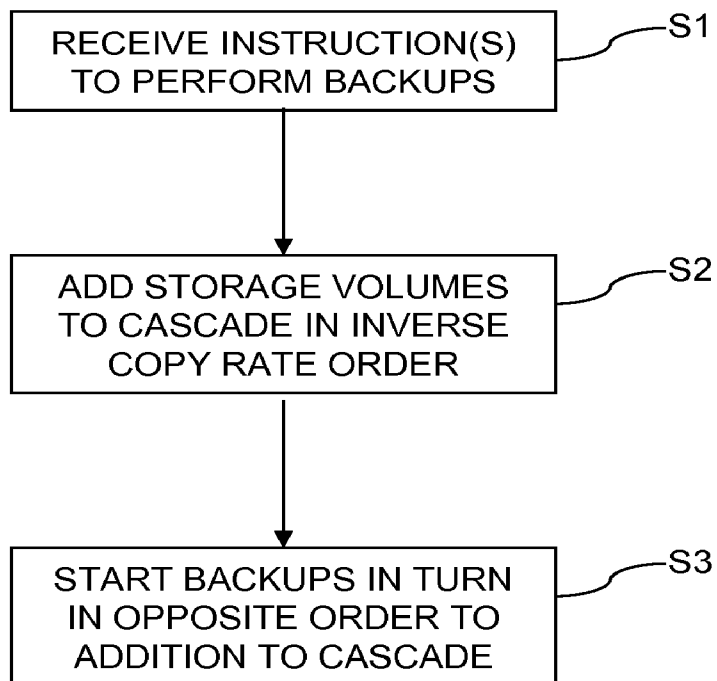 RECEIVE INSTRUCTION(S)
TO PERFORM BACKUPS
S1
ADD STORAGE VOLUMES
TO CASCADE IN INVERSE
COPY RATE ORDER
S2
START BACKUPS IN TURN
IN OPPOSITE ORDER TO
ADDITION TO CASCADE
S3